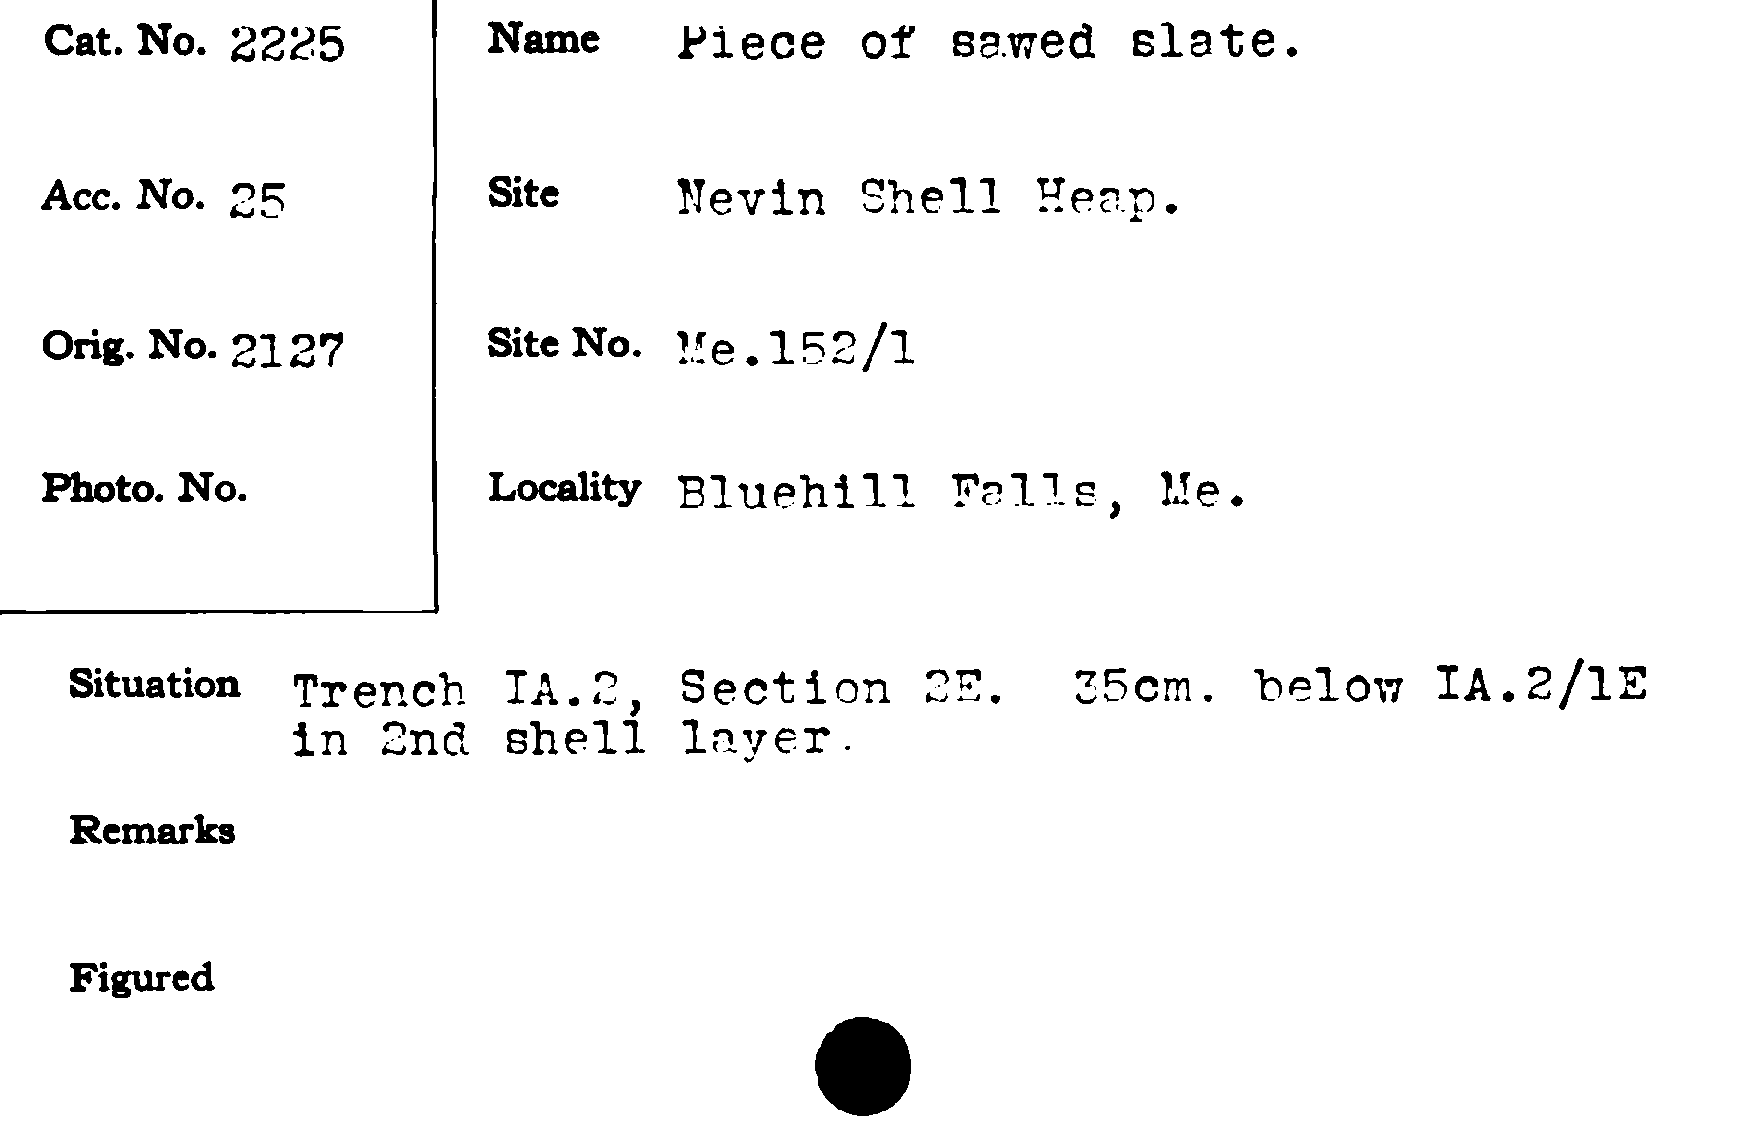 Cat. No. 2225
Name Piece of sawed slate.
Acc. No. 25
Site Nevin Shell Heap.
Orig. No. 2127
Site No. Me.152/1
Photo. No.
Locality Bluehill Falls, Me.
Situation Trench IA.2, Section 2E. 35cm. below IA.2/1E
in 2nd shell layer.
Remarks
Figured